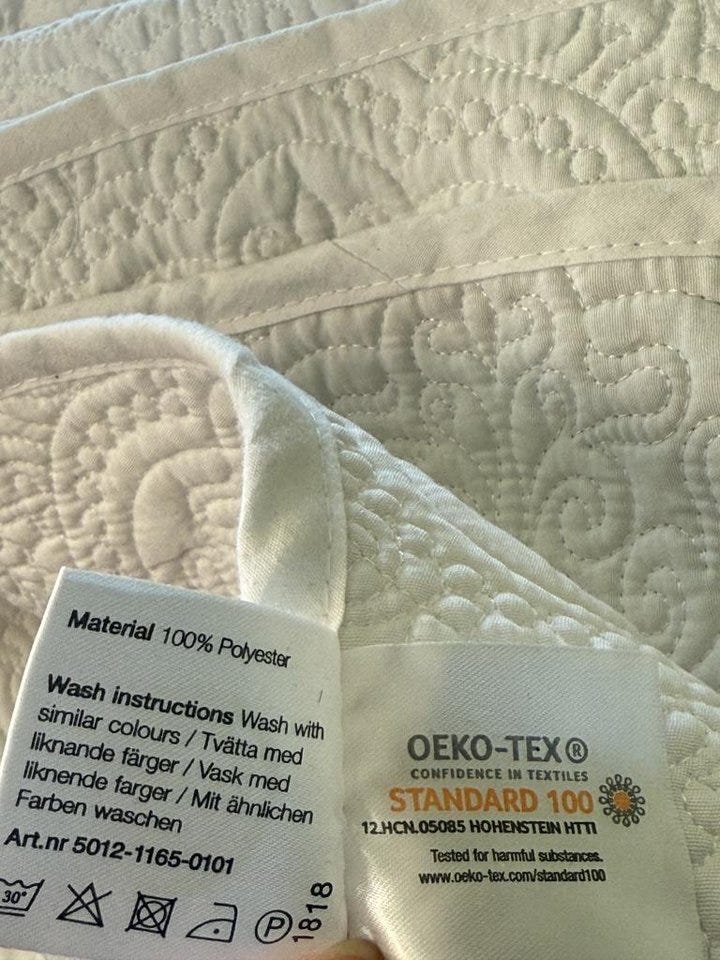 Material 100% Polyester
Wash instructions Wash with
similar colours / Tvätta med
liknande färger / Vask med
liknende farger / Mit ähnlichen
Farben waschen
Art.nr 5012-1165-0101
30°
P
1818
OEKO-TEX®
CONFIDENCE IN TEXTILES
STANDARD 100
12.HCN.05085 HOHENSTEIN HTTI
Tested for harmful substances.
www.oeko-tex.com/standard100